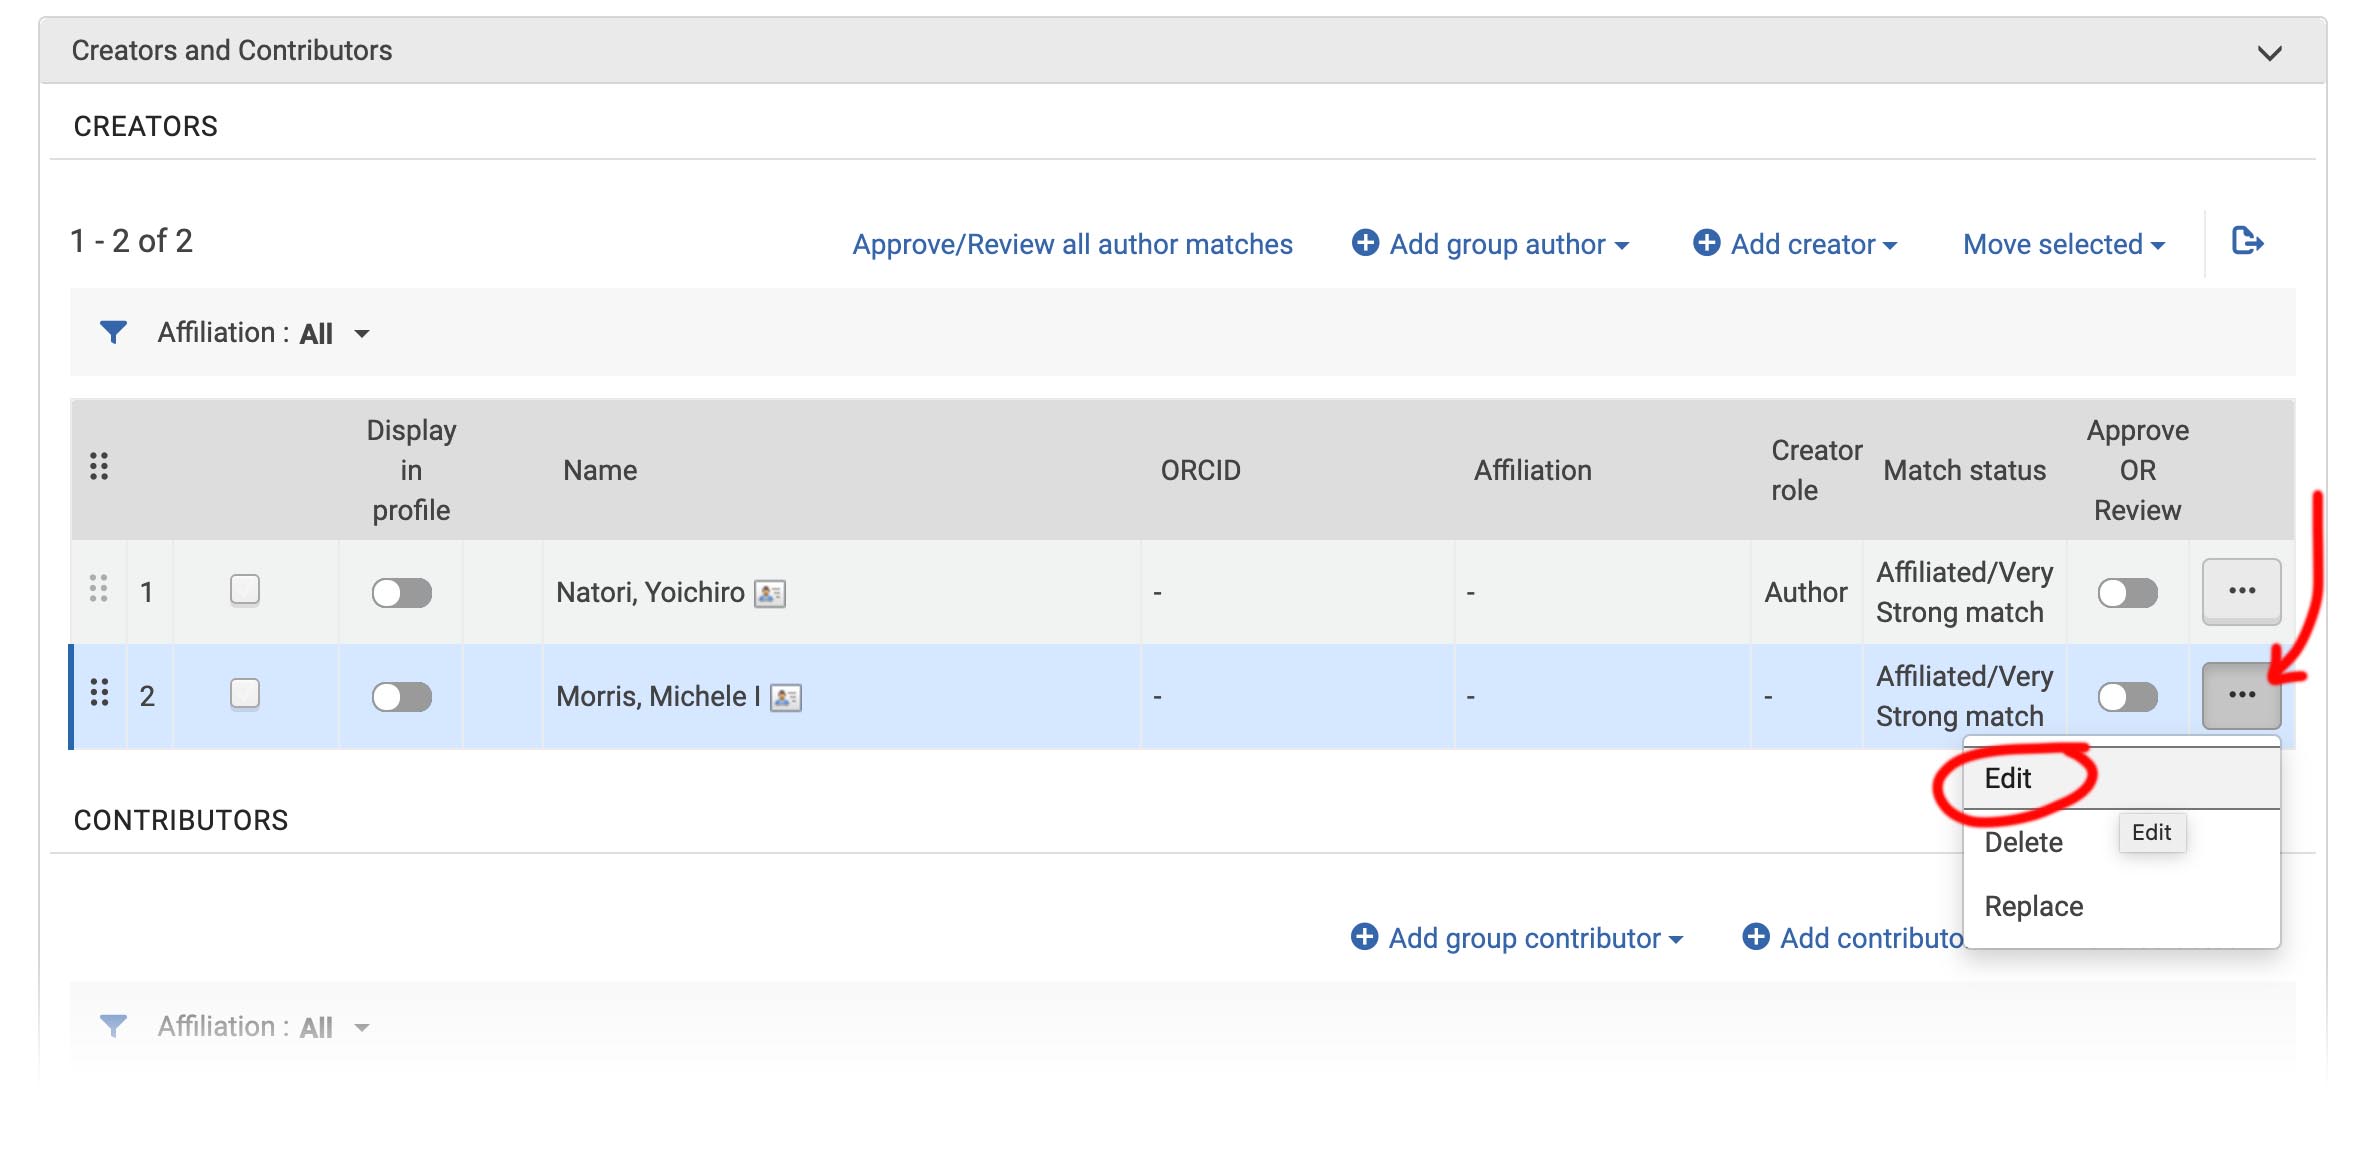 Creators and Contributors
CREATORS
1 - 2 of 2
Approve/Review all author matches
Add group author
Add creator
Move selected
Affiliation : All
Display in profile
Name
ORCID
Affiliation
Creator role
Match status
Approve OR Review
1 Natori, Yoichiro - - Author Affiliated/Very Strong match ...
2 Morris, Michele I - - - Affiliated/Very Strong match ...
Edit
Edit
Delete
Replace
CONTRIBUTORS
Add group contributor
Add contributo
Affiliation : All